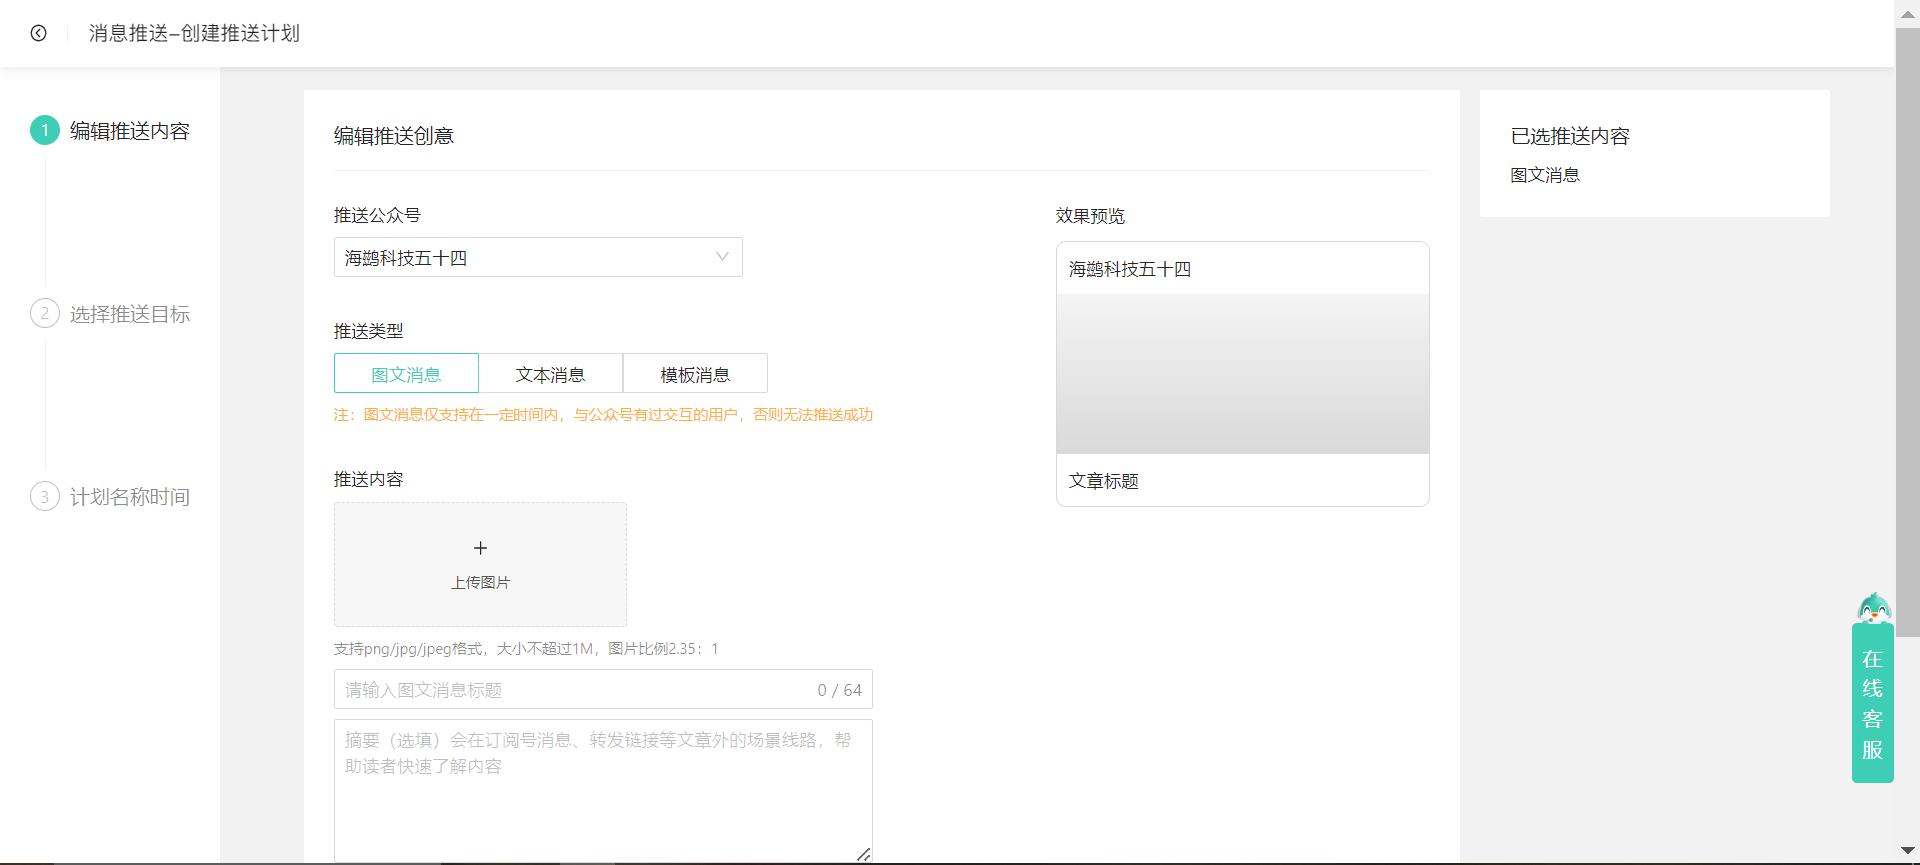 消息推送–创建推送计划
1 编辑推送内容
2 选择推送目标
3 计划名称时间
编辑推送创意
推送公众号
海鹚科技五十四
推送类型
图文消息 文本消息 模板消息
注：图文消息仅支持在一定时间内，与公众号有过交互的用户，否则无法推送成功
推送内容
上传图片
支持png/jpg/jpeg格式，大小不超过1M，图片比例2.35：1
请输入图文消息标题 0 / 64
摘要（选填）会在订阅号消息、转发链接等文章外的场景线路，帮
助读者快速了解内容
效果预览
海鹚科技五十四
文章标题
已选推送内容
图文消息
在
线
客
服